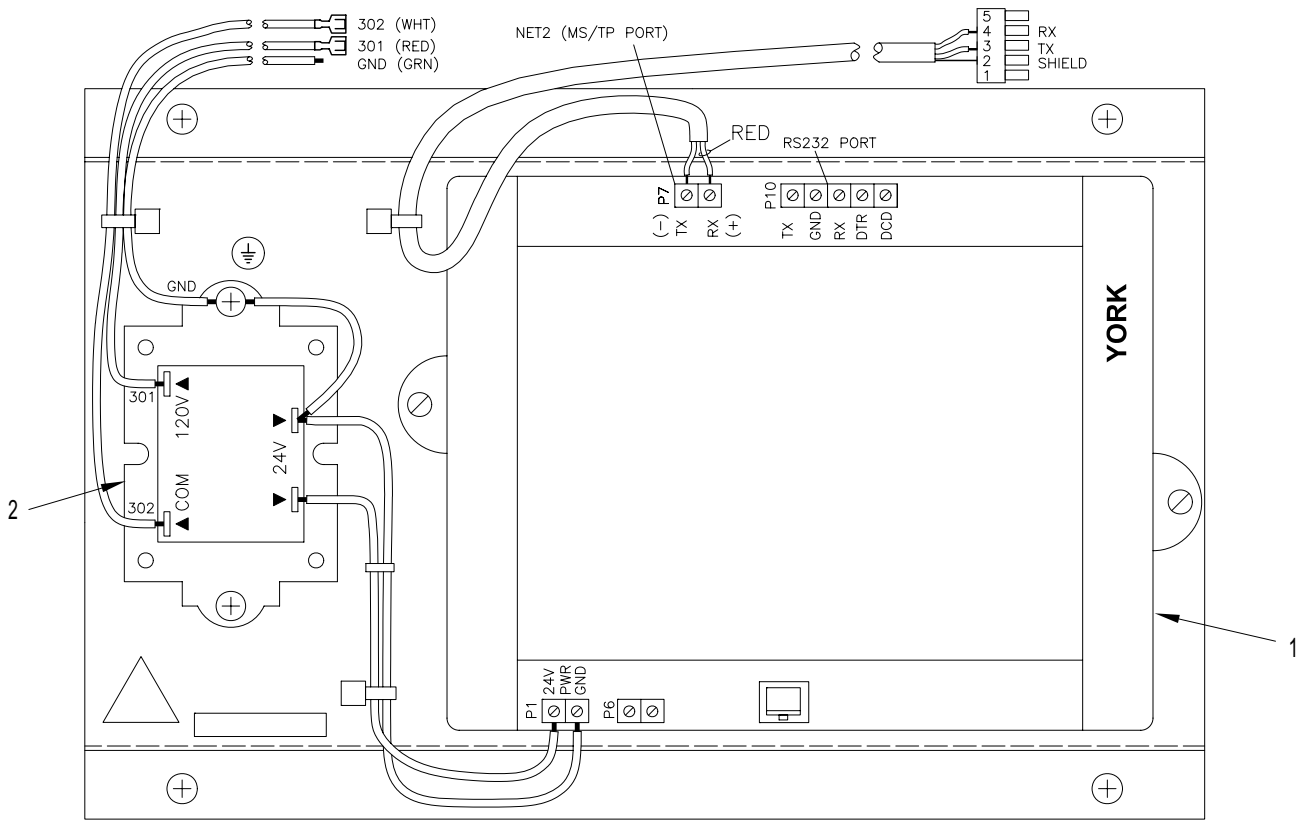 302 (WHT)
301 (RED)
GND (GRN)
NET2 (MS/TP PORT)
5
4 RX
3 TX
2 SHIELD
1
RED
RS232 PORT
P7
(-) TX
RX (+)
P10
TX
GND
RX
DTR
DCD
GND
YORK
301
120V
24V
COM
302
2
1
P1
24V
PWR
GND
P6